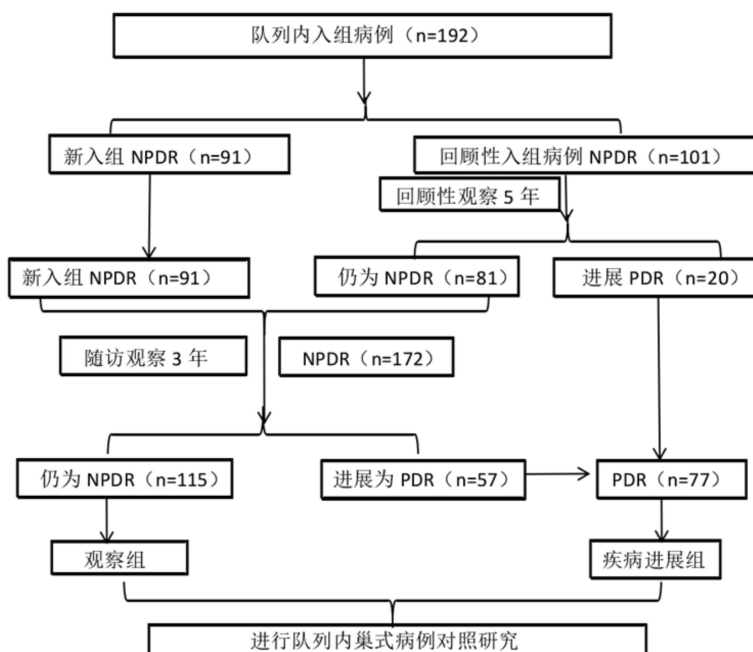 队列内入组病例（n=192）
新入组 NPDR（n=91）
回顾性入组病例 NPDR（n=101）
回顾性观察 5 年
新入组 NPDR（n=91）
仍为 NPDR（n=81）
进展 PDR（n=20）
随访观察 3 年
NPDR（n=172）
仍为 NPDR（n=115）
进展为 PDR（n=57）
PDR（n=77）
观察组
疾病进展组
进行队列内巢式病例对照研究